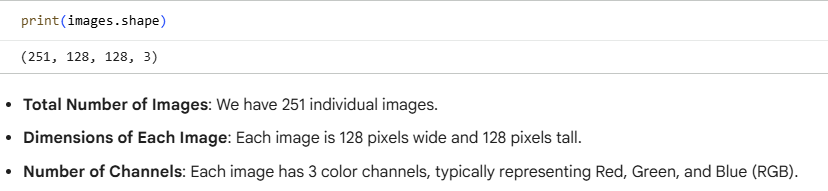 print(images.shape)
(251, 128, 128, 3)
• Total Number of Images: We have 251 individual images.
• Dimensions of Each Image: Each image is 128 pixels wide and 128 pixels tall.
• Number of Channels: Each image has 3 color channels, typically representing Red, Green, and Blue (RGB).